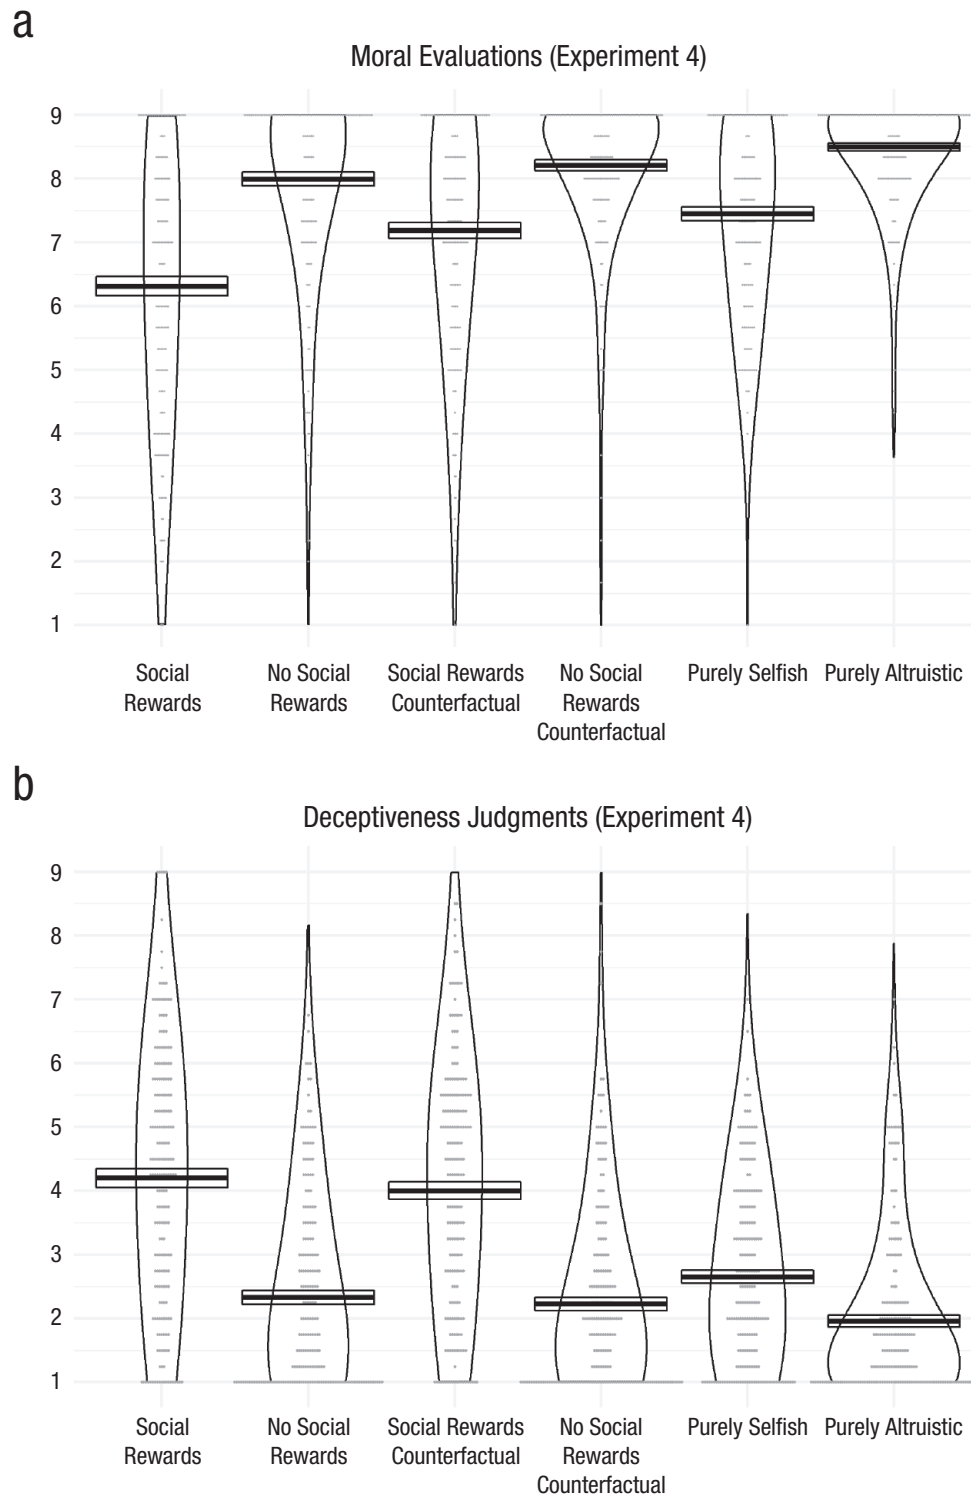 a
Moral Evaluations (Experiment 4)
9
8
7
6
5
4
3
2
1
Social
Rewards
No Social
Rewards
Social Rewards
Counterfactual
No Social
Rewards
Counterfactual
Purely Selfish
Purely Altruistic
b
Deceptiveness Judgments (Experiment 4)
9
8
7
6
5
4
3
2
1
Social
Rewards
No Social
Rewards
Social Rewards
Counterfactual
No Social
Rewards
Counterfactual
Purely Selfish
Purely Altruistic